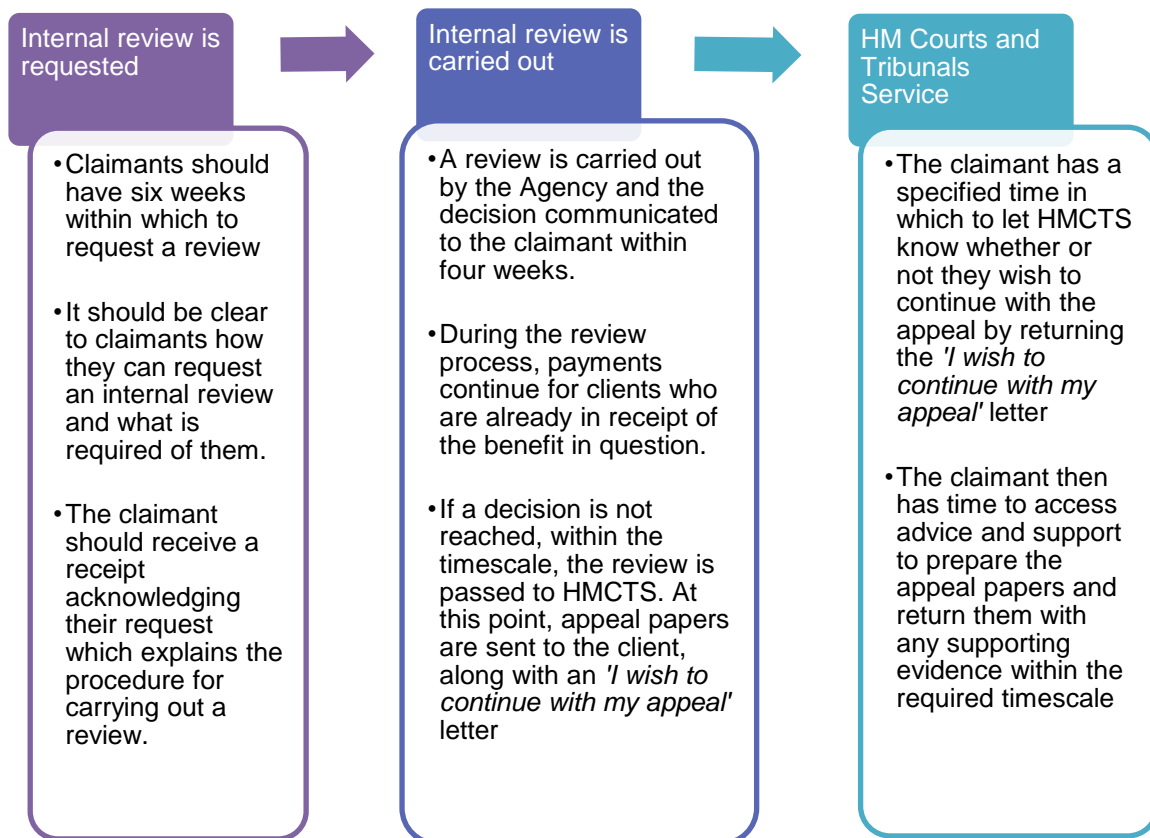 Internal review is
requested
•Claimants should
have six weeks
within which to
request a review
•It should be clear
to claimants how
they can request
an internal review
and what is
required of them.
•The claimant
should receive a
receipt
acknowledging
their request
which explains the
procedure for
carrying out a
review.
Internal review is
carried out
•A review is carried out
by the Agency and the
decision communicated
to the claimant within
four weeks.
•During the review
process, payments
continue for clients who
are already in receipt of
the benefit in question.
•If a decision is not
reached, within the
timescale, the review is
passed to HMCTS. At
this point, appeal papers
are sent to the client,
along with an 'I wish to
continue with my appeal'
letter
HM Courts and
Tribunals
Service
•The claimant has a
specified time in
which to let HMCTS
know whether or
not they wish to
continue with the
appeal by returning
the 'I wish to
continue with my
appeal' letter
•The claimant then
has time to access
advice and support
to prepare the
appeal papers and
return them with
any supporting
evidence within the
required timescale